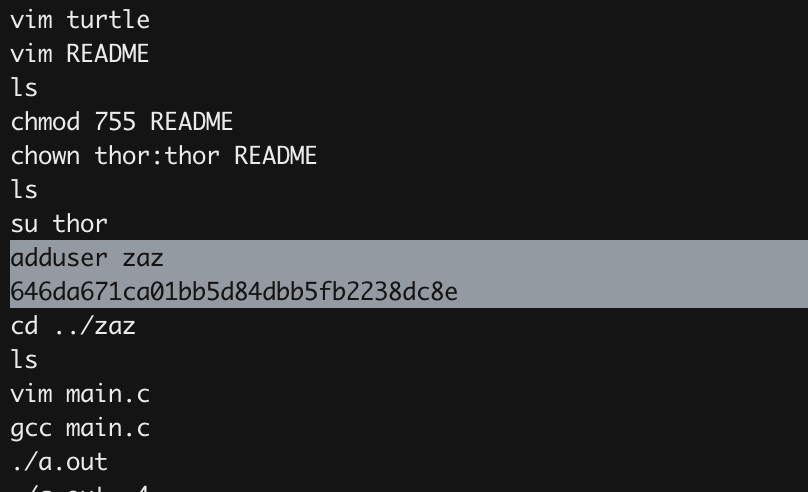 vim turtle
vim README
ls
chmod 755 README
chown thor:thor README
ls
su thor
adduser zaz
646da671ca01bb5d84dbb5fb2238dc8e
cd ../zaz
ls
vim main.c
gcc main.c
./a.out